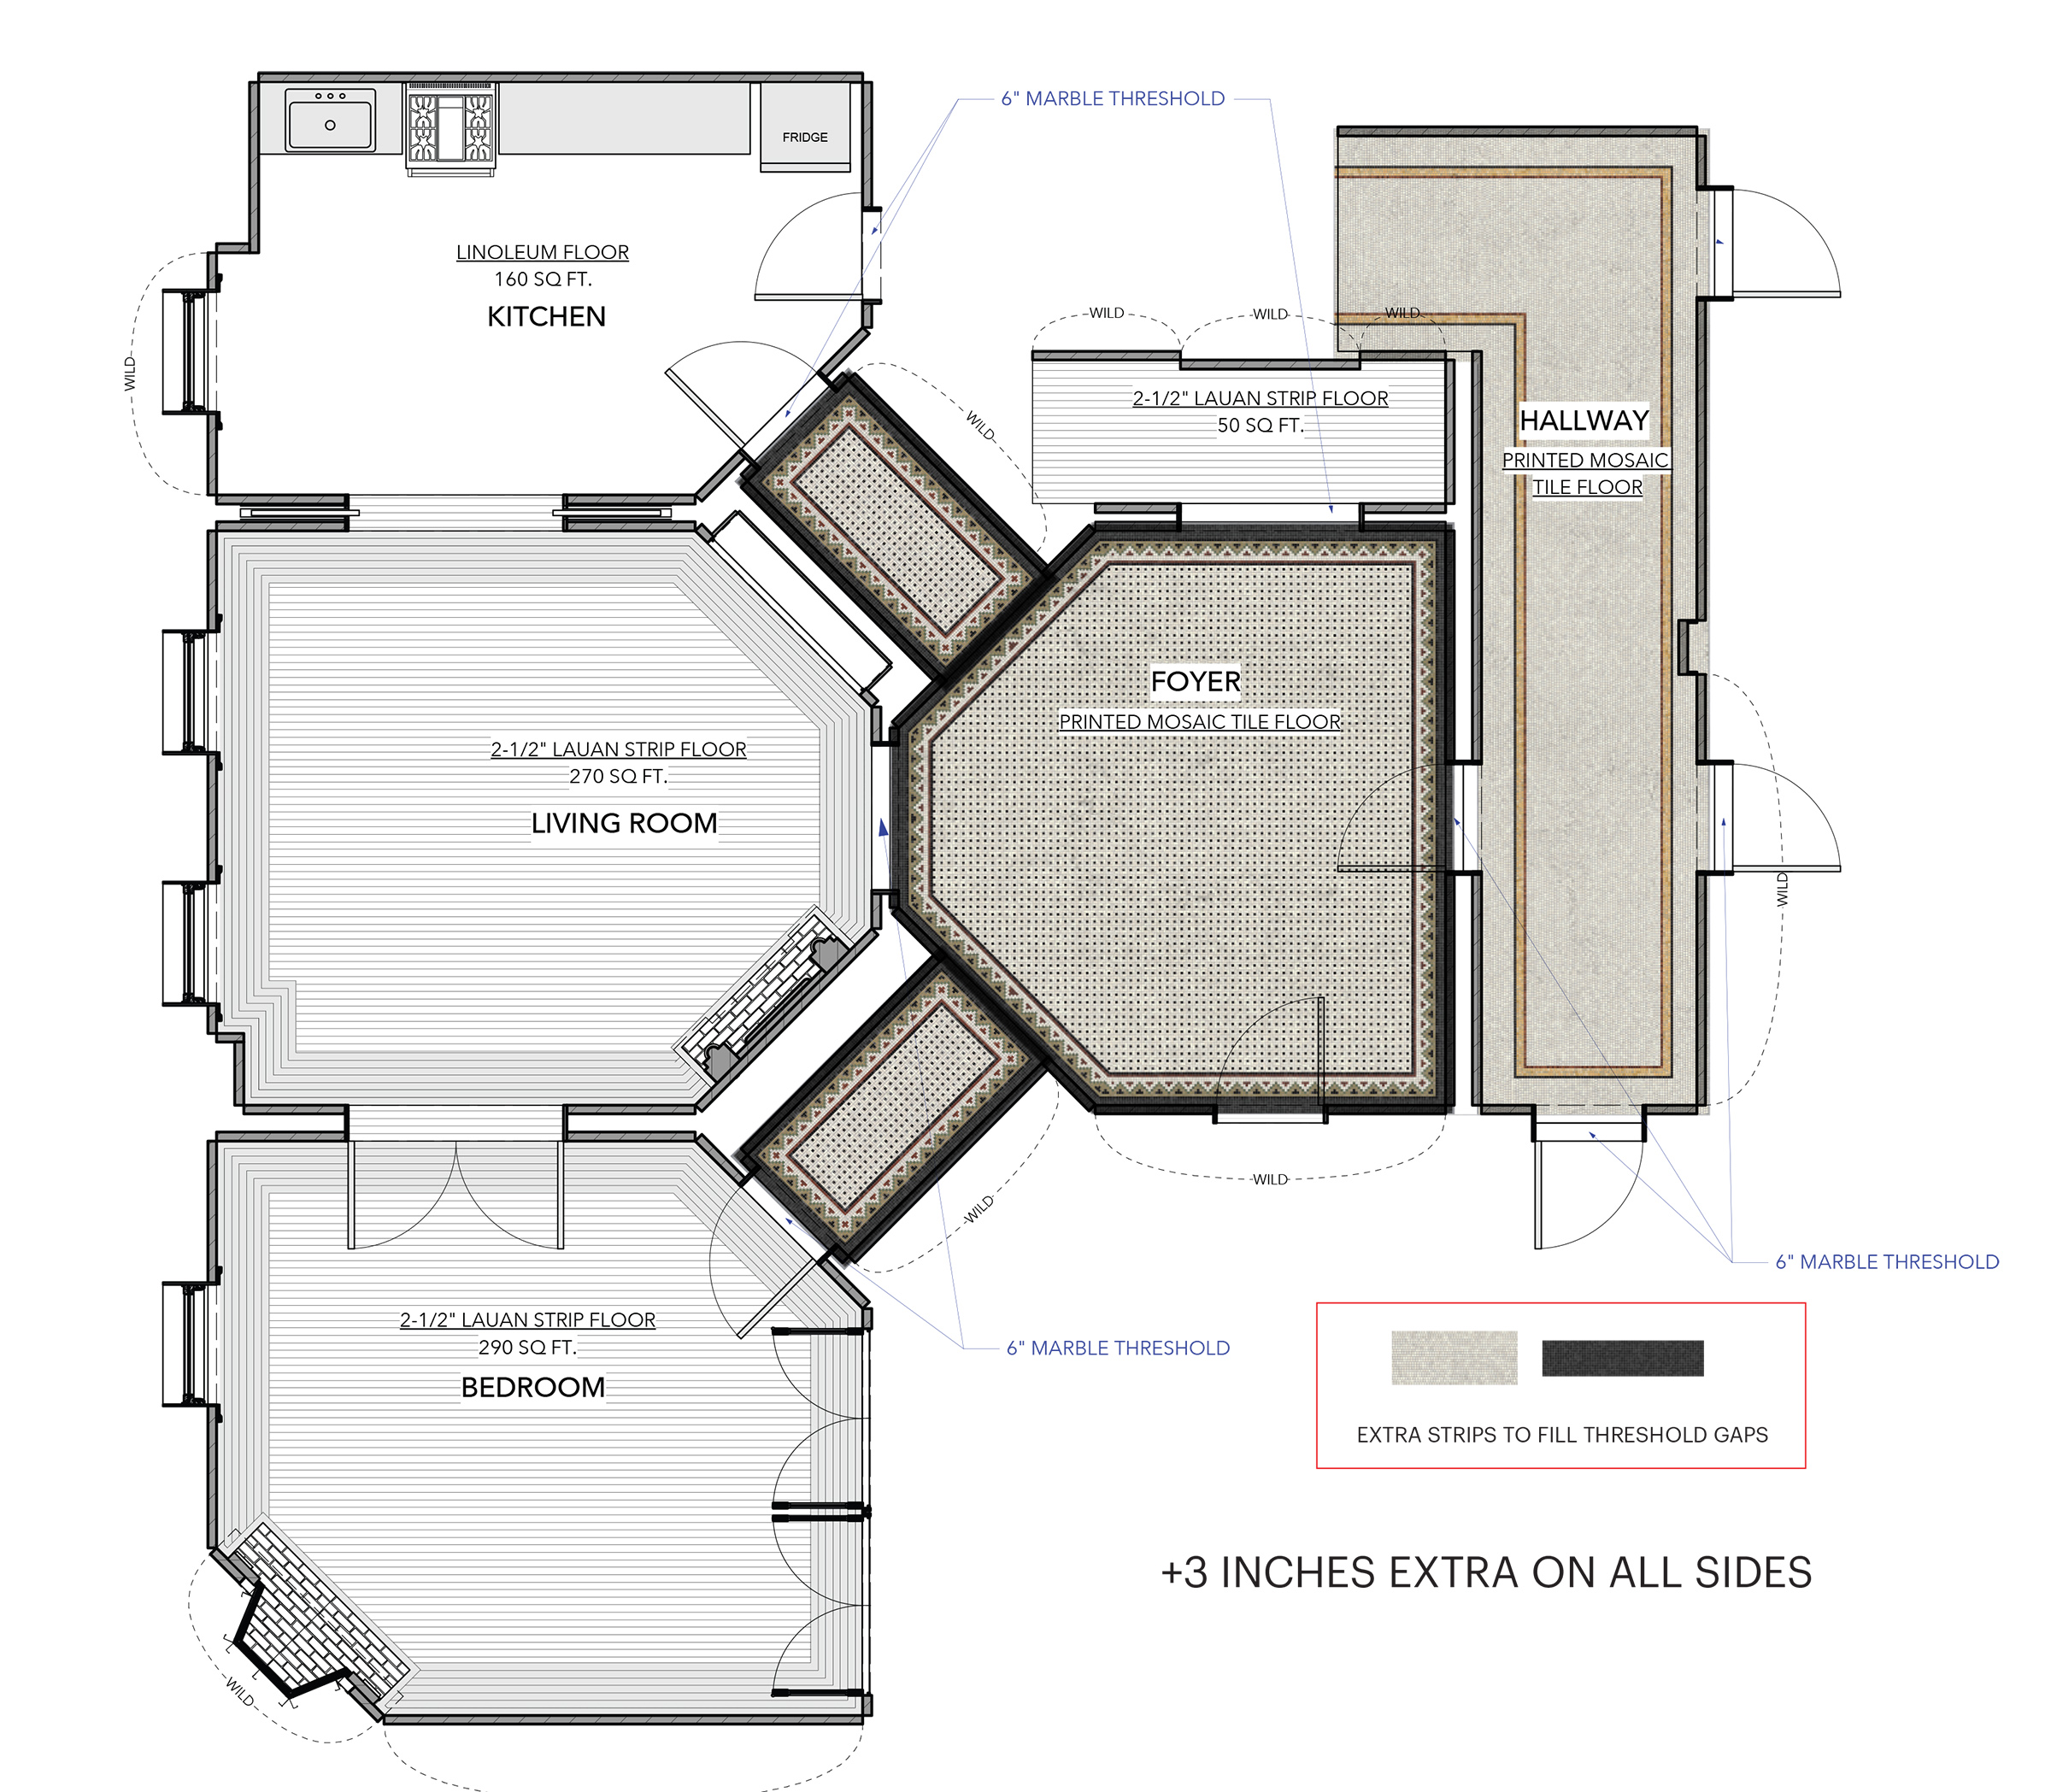 6" MARBLE THRESHOLD
FRIDGE
LINOLEUM FLOOR
160 SQ FT.
KITCHEN
WILD
WILD
WILD
WILD
WILD
2-1/2" LAUAN STRIP FLOOR
50 SQ FT.
HALLWAY
PRINTED MOSAIC
TILE FLOOR
FOYER
PRINTED MOSAIC TILE FLOOR
2-1/2" LAUAN STRIP FLOOR
270 SQ FT.
LIVING ROOM
WILD
WILD
WILD
6" MARBLE THRESHOLD
2-1/2" LAUAN STRIP FLOOR
290 SQ FT.
BEDROOM
6" MARBLE THRESHOLD
EXTRA STRIPS TO FILL THRESHOLD GAPS
+3 INCHES EXTRA ON ALL SIDES
WILD